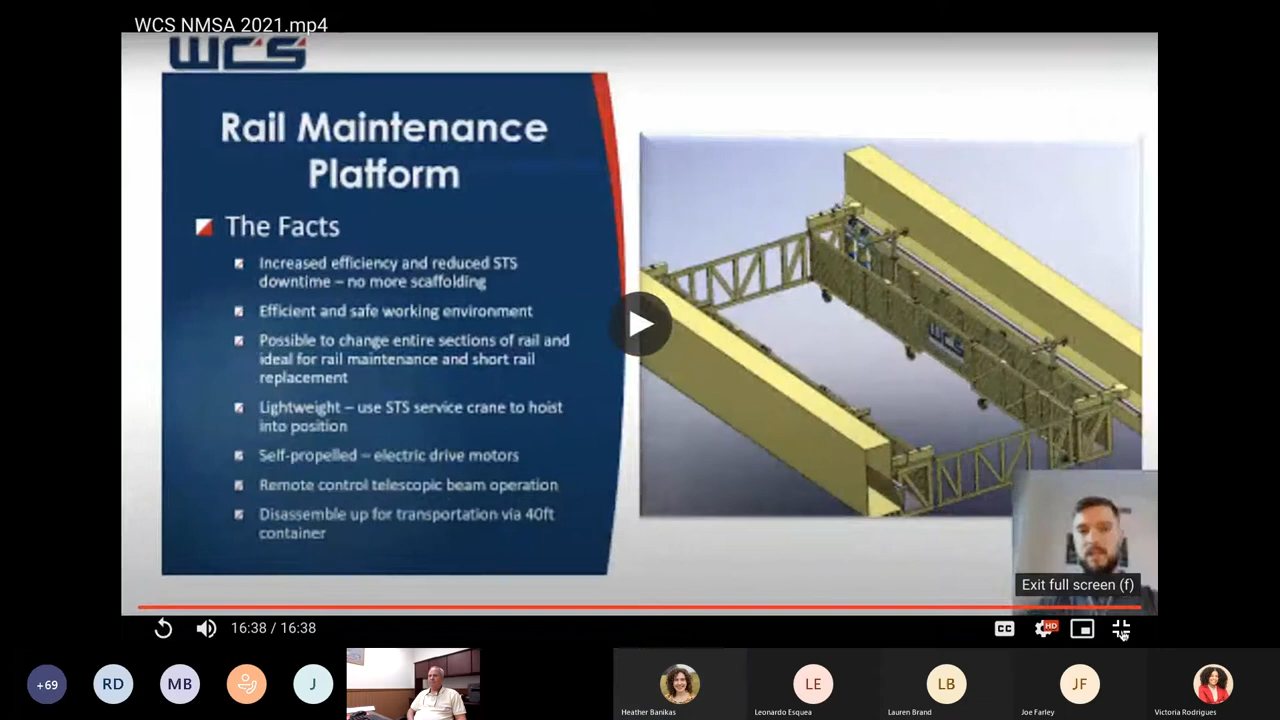 WCS NMSA 2021.mp4
WCS
Rail Maintenance
Platform
The Facts
Increased efficiency and reduced STS
downtime – no more scaffolding
Efficient and safe working environment
Possible to change entire sections of rail and
ideal for rail maintenance and short rail
replacement
Lightweight – use STS service crane to hoist
into position
Self-propelled – electric drive motors
Remote control telescopic beam operation
Disassemble up for transportation via 40ft
container
WCS
Exit full screen (f)
16:38 / 16:38
CC
HD
+69
RD
MB
J
LE
LB
JF
Heather Banikas
Leonardo Esquea
Lauren Brand
Joe Farley
Victoria Rodrigues